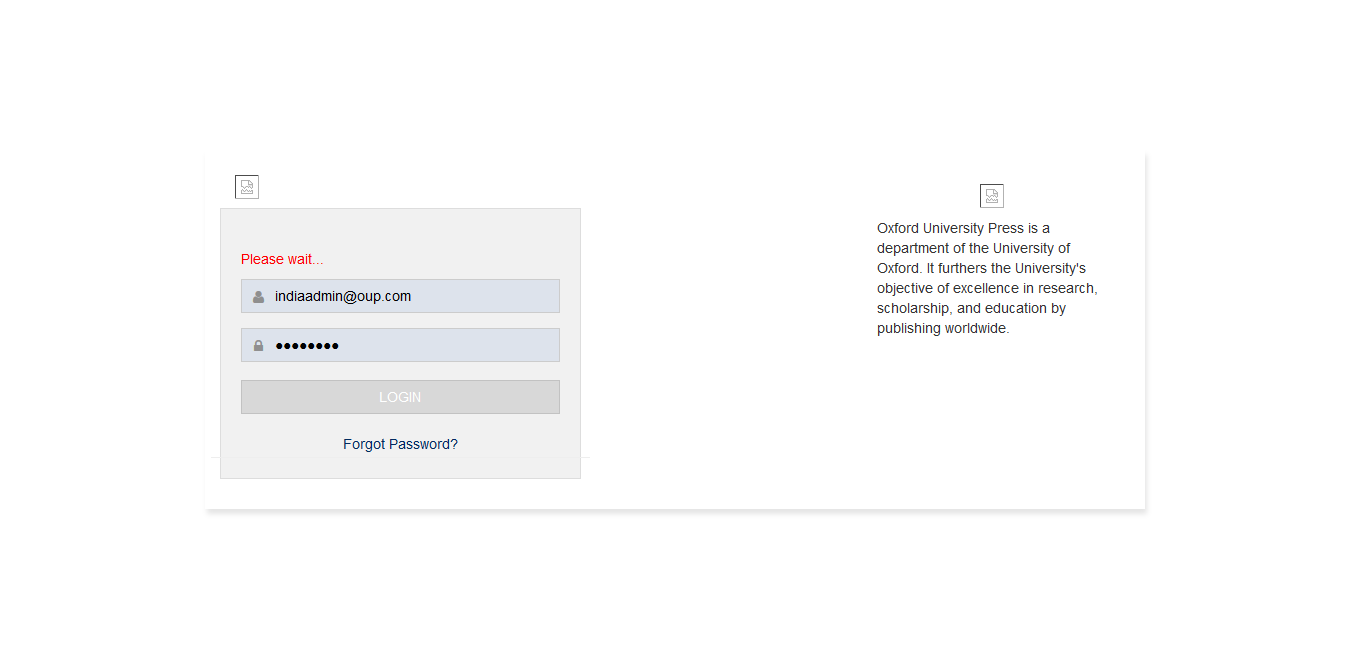 Please wait...
indiaadmin@oup.com
●●●●●●●●
LOGIN
Forgot Password?
Oxford University Press is a
department of the University of
Oxford. It furthers the University's
objective of excellence in research,
scholarship, and education by
publishing worldwide.